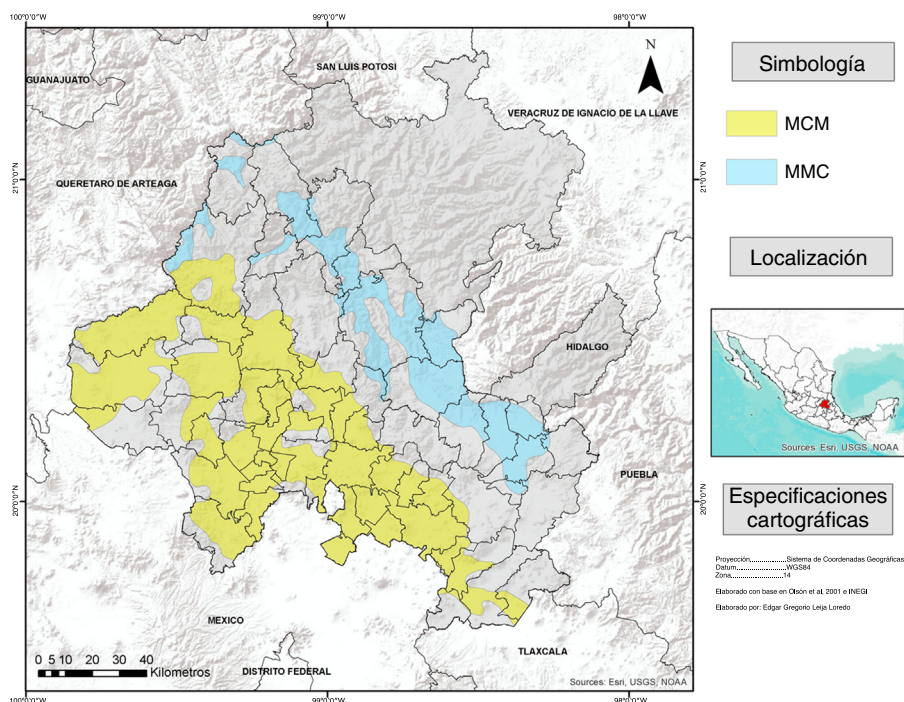 100°0'0"W 99°0'0"W 98°0'0"W
N
SAN LUIS POTOSI
GUANAJUATO
VERACRUZ DE IGNACIO DE LA LLAVE
21°0'0"N 21°0'0"N
QUERETARO DE ARTEAGA
HIDALGO
PUEBLA
20°0'0"N 20°0'0"N
MEXICO
TLAXCALA
DISTRITO FEDERAL
0 5 10 20 30 40
Kilometros
Sources: Esri, USGS, NOAA
100°0'0"W 99°0'0"W 98°0'0"W
Simbología
MCM
MMC
Localización
Sources: Esri, USGS, NOAA
Especificaciones
cartográficas
Proyección..............Sistema de Coordenadas Geográficas
Datum....................WGS84
Zona......................14
Elaborado con base en Olsón et al, 2001 e INEGI
Elaborado por: Edgar Gregorio Leija Loredo